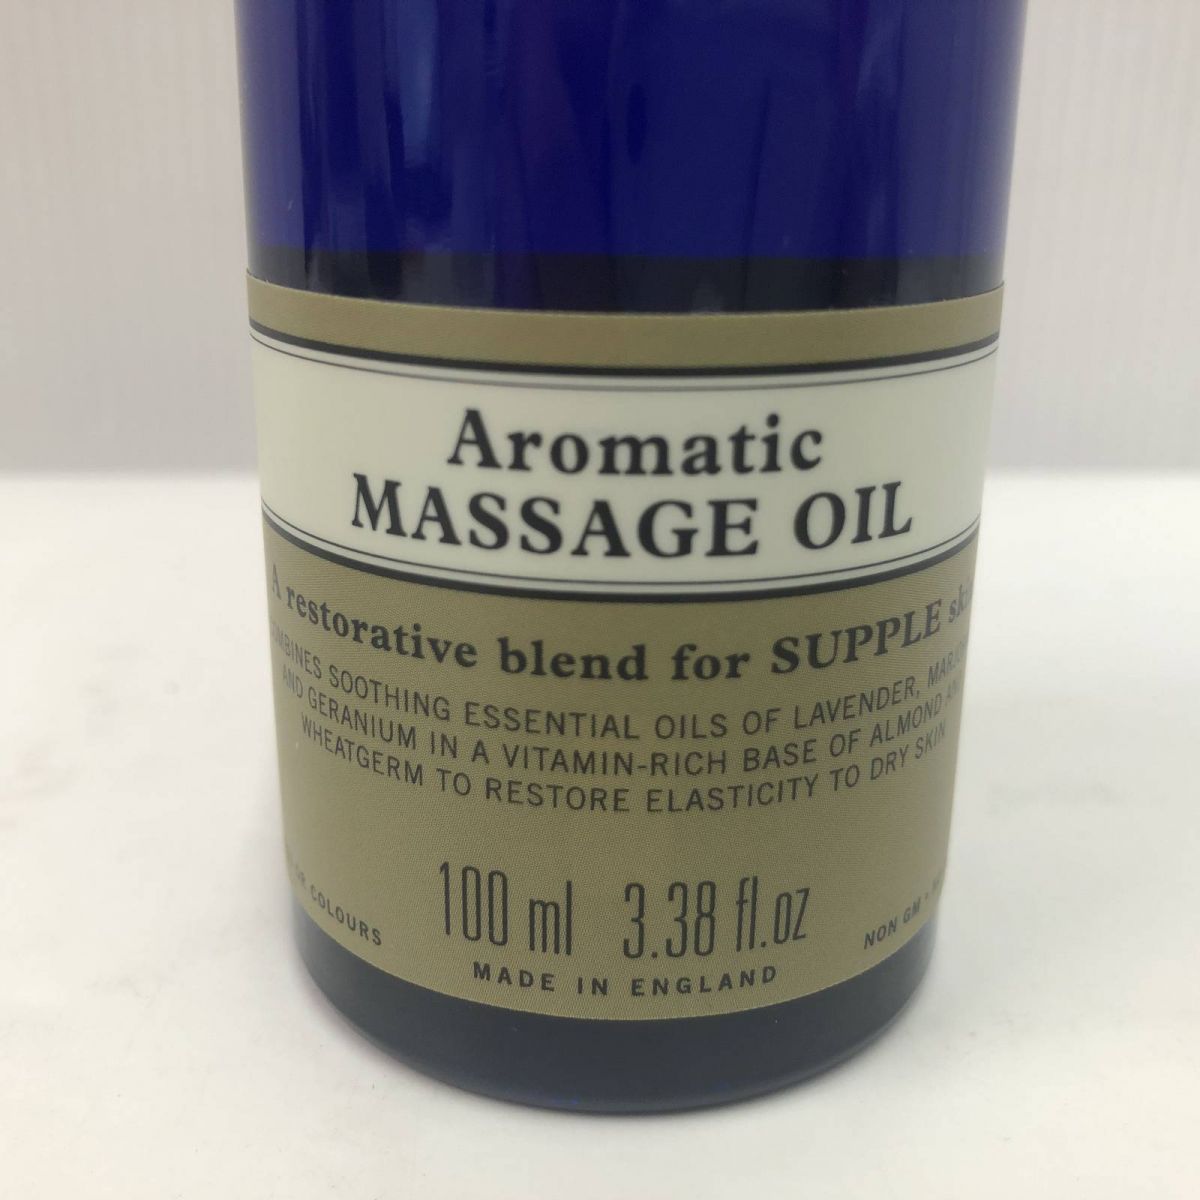 Aromatic
MASSAGE OIL
A restorative blend for SUPPLE
SOOTHING ESSENTIAL OILS OF LAVENDER,
AND GERANIUM IN A VITAMIN-RICH BASE OF ALMOND
WHEATGERM TO RESTORE ELASTICITY TO DRY SKIN
OR COLOURS
100 ml 3.38 fl.oz
NON GM •
MADE IN ENGLAND